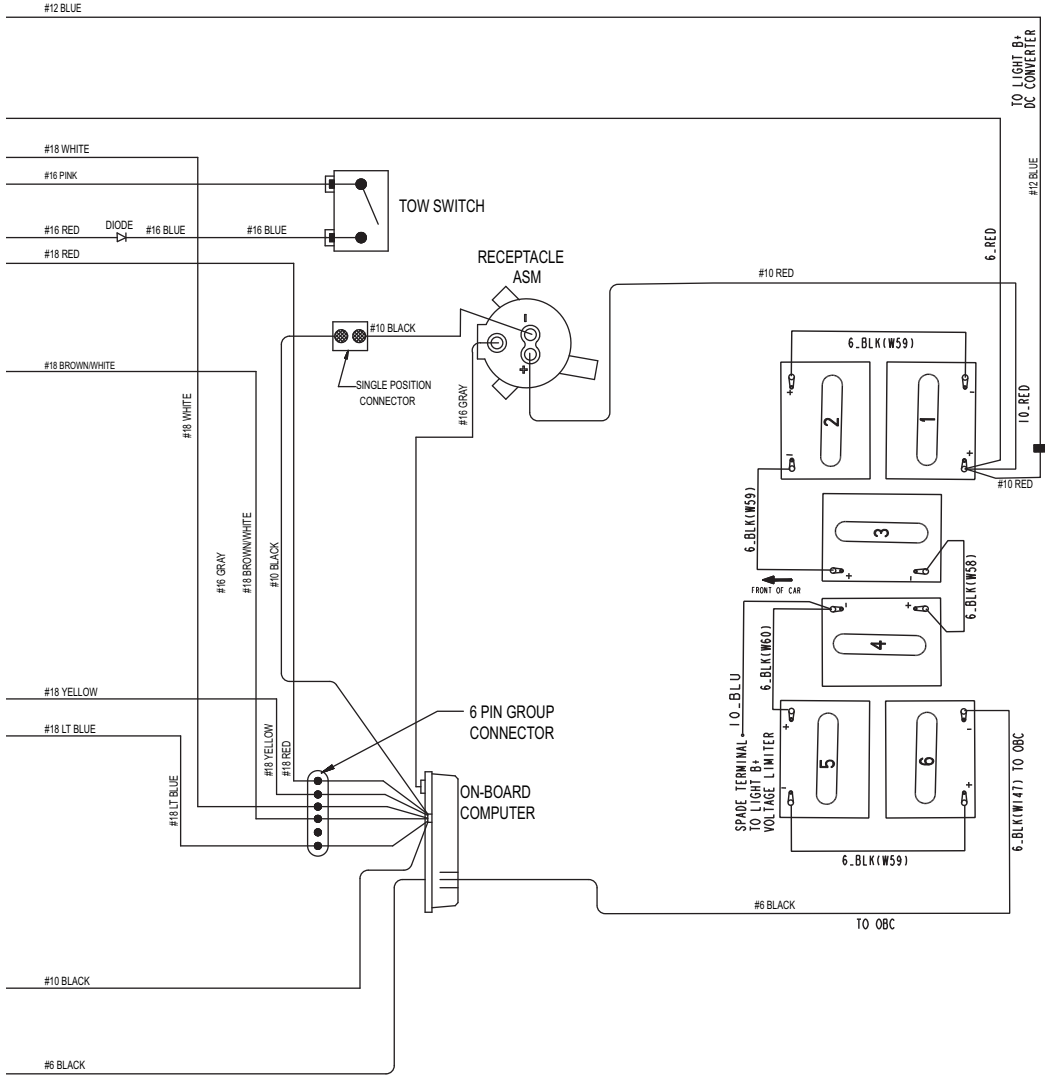 #12 BLUE
TO LIGHT B+
DC CONVERTER
#18 WHITE
#16 PINK
#12 BLUE
TOW SWITCH
DIODE
#16 RED
#16 BLUE
#16 BLUE
#18 RED
6_RED
RECEPTACLE
ASM
#10 RED
-
+
#10 BLACK
#18 BROWN/WHITE
SINGLE POSITION
CONNECTOR
#16 GRAY
#18 WHITE
6_BLK(W59)
+
-
2
1
-
+
10_RED
#10 RED
6_BLK(W59)
3
+
-
FRONT OF CAR
6_BLK(W58)
-
+
4
6_BLK(W60)
#16 GRAY
#18 BROWN/WHITE
#10 BLACK
#18 YELLOW
#18 LT BLUE
6 PIN GROUP
CONNECTOR
#18 YELLOW
#18 RED
#18 LT BLUE
ON-BOARD
COMPUTER
10_BLU
SPADE TERMINAL
TO LIGHT B+
VOLTAGE LIMITER
+
-
5
6
-
+
6_BLK(W147) TO OBC
6_BLK(W59)
#6 BLACK
TO OBC
#10 BLACK
#6 BLACK